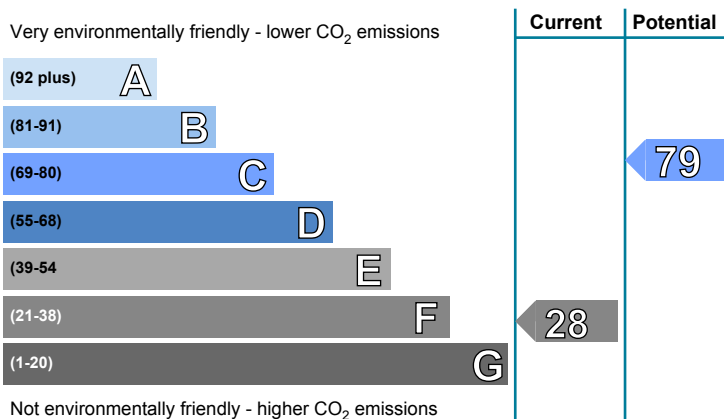 Current Potential
Very environmentally friendly - lower CO2 emissions
(92 plus) A
(81-91) B
(69-80) C
79
(55-68) D
(39-54 E
(21-38) F
28
(1-20) G
Not environmentally friendly - higher CO2 emissions